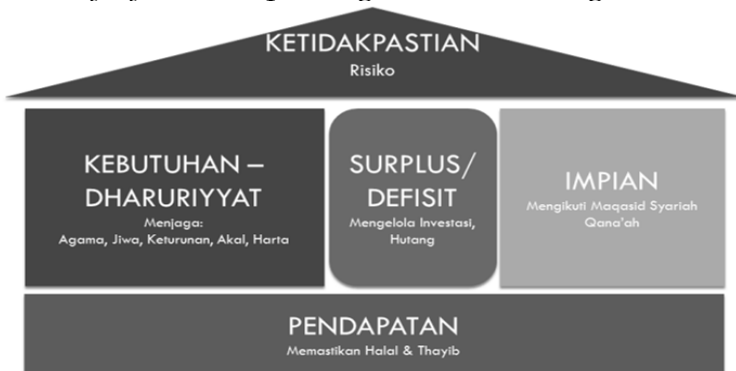 KETIDAKPASTIAN
Risiko
KEBUTUHAN –
DHARURIYYAT
Menjaga:
Agama, Jiwa, Keturunan, Akal, Harta
SURPLUS/
DEFISIT
Mengelola Investasi,
Hutang
IMPIAN
Mengikuti Maqasid Syariah
Qana'ah
PENDAPATAN
Memastikan Halal & Thayib